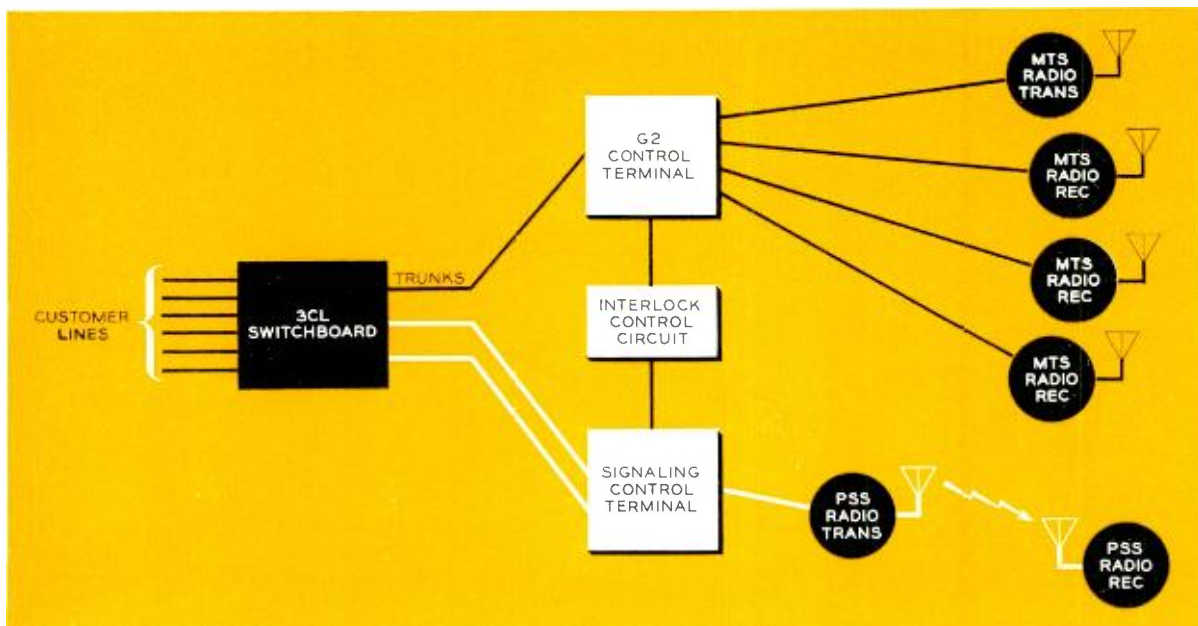 CUSTOMER
LINES
3CL
SWITCHBOARD
TRUNKS
G2
CONTROL
TERMINAL
INTERLOCK
CONTROL
CIRCUIT
SIGNALING
CONTROL
TERMINAL
MTS
RADIO
TRANS
MTS
RADIO
REC
MTS
RADIO
REC
MTS
RADIO
REC
PSS
RADIO
TRANS
PSS
RADIO
REC